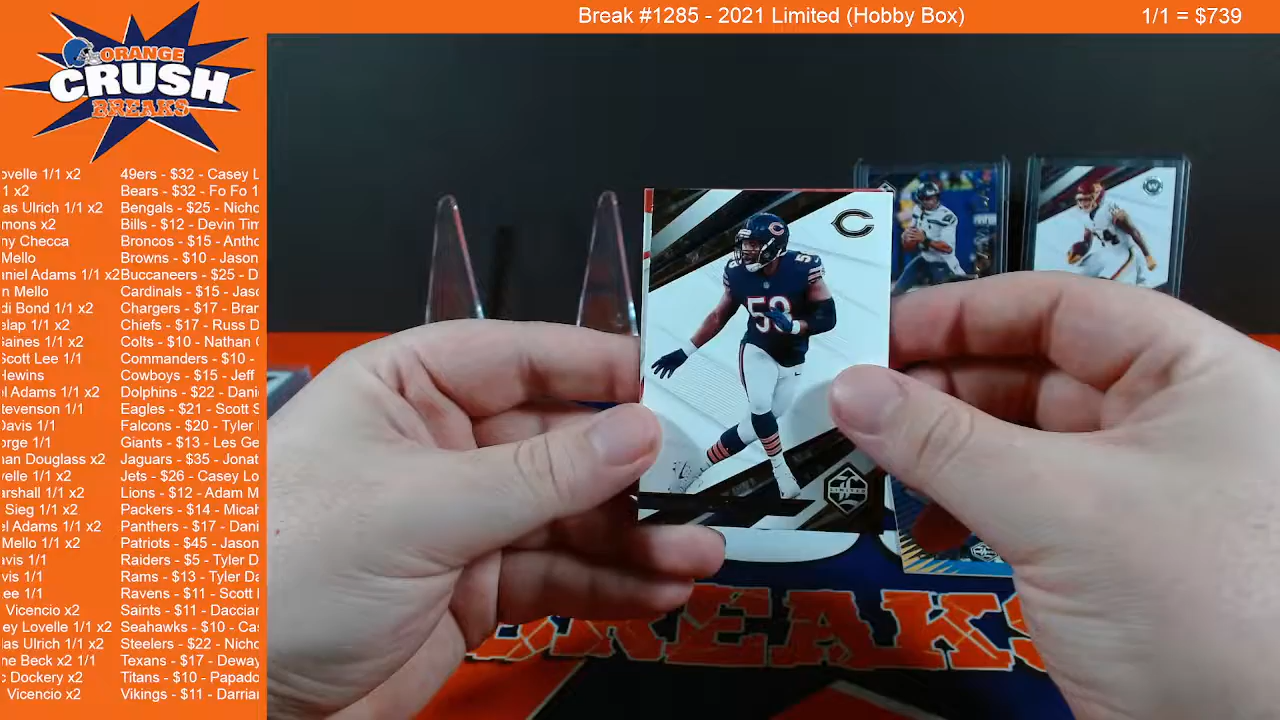 Break #1285 - 2021 Limited (Hobby Box)
1/1 = $739
ORANGE
CRUSH
BREAKS
ovelle 1/1 x2 49ers - $32 - Casey L
1 x2 Bears - $32 - Fo Fo 1
as Ulrich 1/1 x2 Bengals - $25 - Nicho
mons x2 Bills - $12 - Devin Tim
ny Checca Broncos - $15 - Antho
Mello Browns - $10 - Jason
aniel Adams 1/1 x2 Buccaneers - $25 - D
n Mello Cardinals - $15 - Jaso
di Bond 1/1 x2 Chargers - $17 - Bran
elap 1/1 x2 Chiefs - $17 - Russ D
Gaines 1/1 x2 Colts - $10 - Nathan G
Scott Lee 1/1 Commanders - $10 -
Hewins Cowboys - $15 - Jeff
l Adams 1/1 x2 Dolphins - $22 - Dani
tevenson 1/1 Eagles - $21 - Scott S
Davis 1/1 Falcons - $20 - Tyler
orge 1/1 Giants - $13 - Les Ge
han Douglass x2 Jaguars - $35 - Jonat
velle 1/1 x2 Jets - $26 - Casey Lo
arshall 1/1 x2 Lions - $12 - Adam M
Sieg 1/1 x2 Packers - $14 - Micah
el Adams 1/1 x2 Panthers - $17 - Dani
Mello 1/1 x2 Patriots - $45 - Jason
avis 1/1 Raiders - $5 - Tyler D
vis 1/1 Rams - $13 - Tyler Da
ee 1/1 Ravens - $11 - Scott
Vicencio x2 Saints - $11 - Daccian
ey Lovelle 1/1 x2 Seahawks - $10 - Cas
las Ulrich 1/1 x2 Steelers - $22 - Nicho
ne Beck x2 1/1 Texans - $17 - Deway
c Dockery x2 Titans - $10 - Papado
Vicencio x2 Vikings - $11 - Darrian
C
58
LIMITED
W
BREAKS